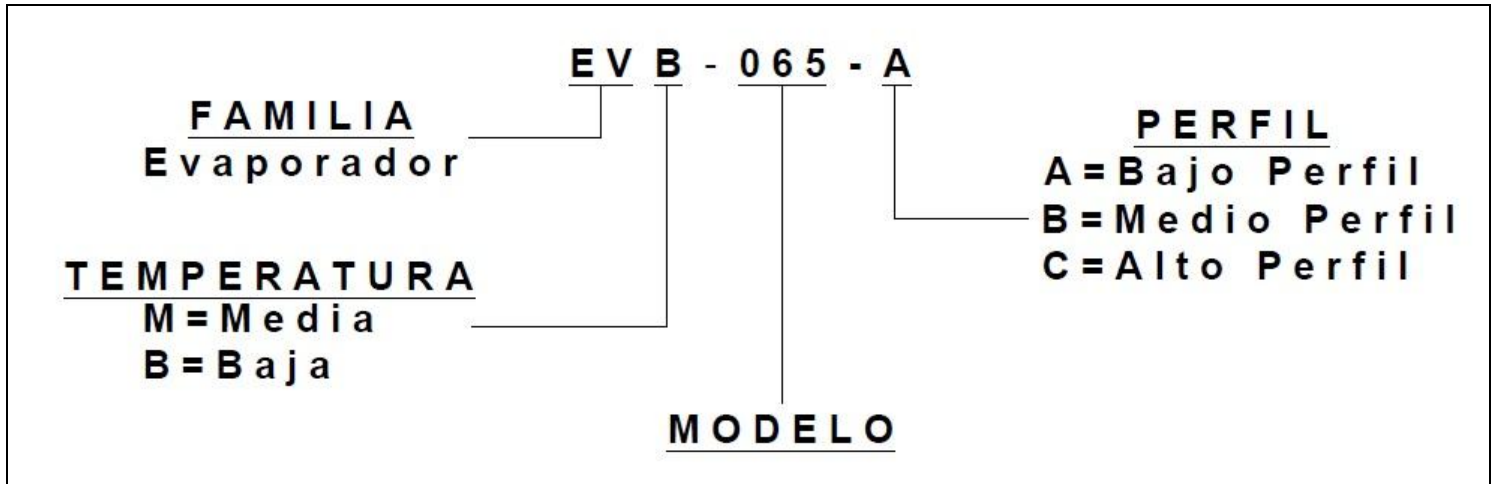 EVB-065-A
FAMILIA
Evaporador
TEMPERATURA
M=Media
B=Baja
MODELO
PERFIL
A=Bajo Perfil
B=Medio Perfil
C=Alto Perfil